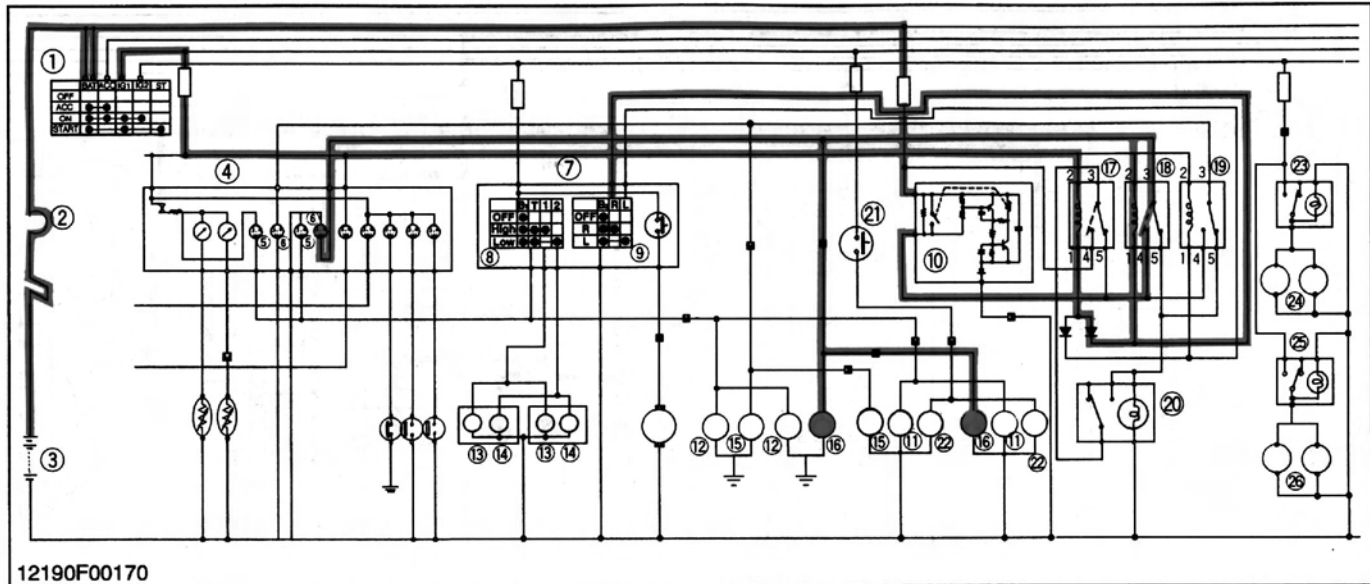 ①
BAT ACC IG1 IG2 ST
OFF
ACC
ON
START
②
③
④
⑤ ⑥ ⑤ ⑥
⑦
B1 T 1 2
OFF
High
Low
⑧
B2 R L
OFF
R
L
⑨
⑩
㉑
2 3 ⑰
1 4 5
2 3 ⑱
1 4 5
2 3 ⑲
1 4 5
⑳
⑬ ⑭ ⑬ ⑭
⑫ ⑮ ⑫ ⑯ ⑮ ⑪ ㉒ ⑯ ⑪ ㉒
㉓
㉔
㉕
㉖
12190F00170